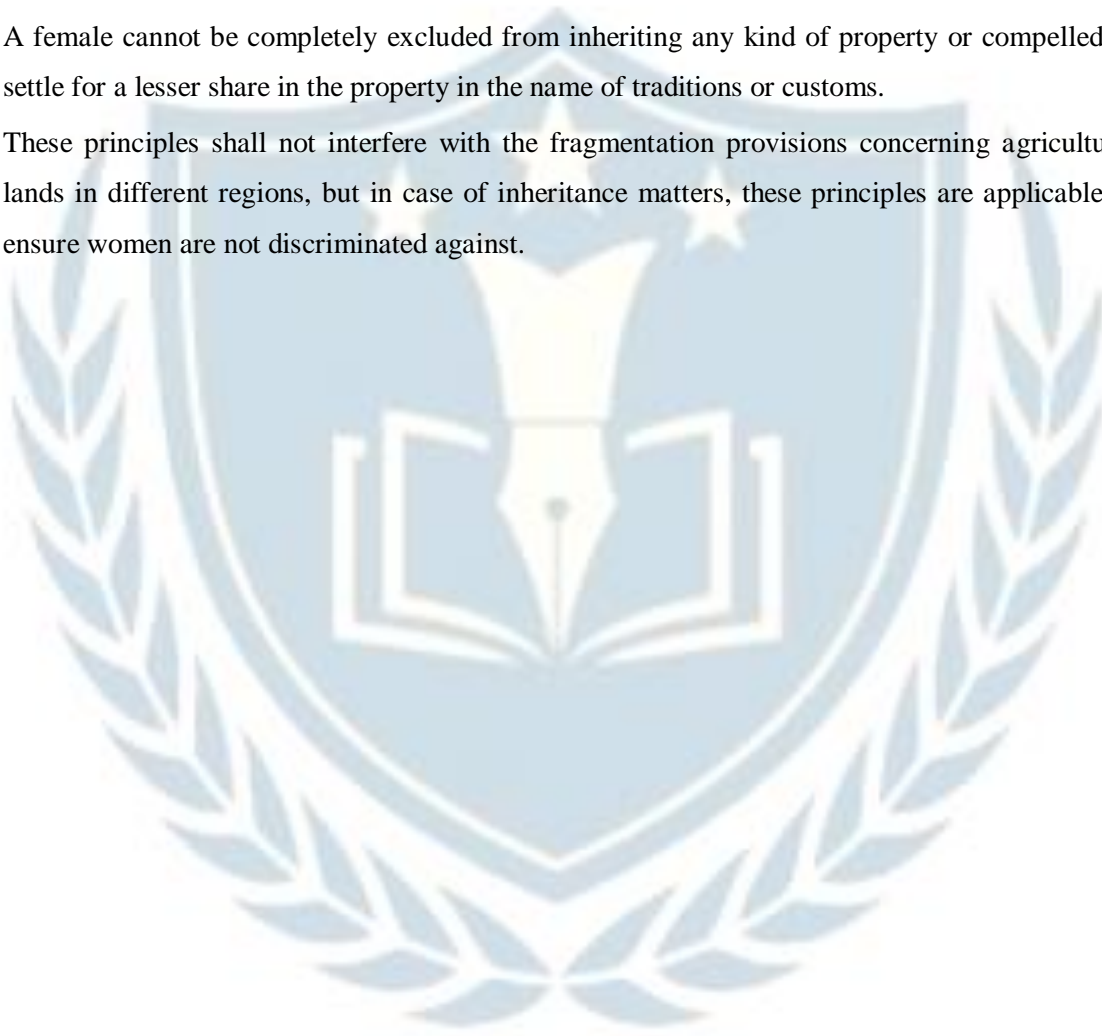 A female cannot be completely excluded from inheriting any kind of property or compelled
settle for a lesser share in the property in the name of traditions or customs.
These principles shall not interfere with the fragmentation provisions concerning agricultu
lands in different regions, but in case of inheritance matters, these principles are applicable
ensure women are not discriminated against.